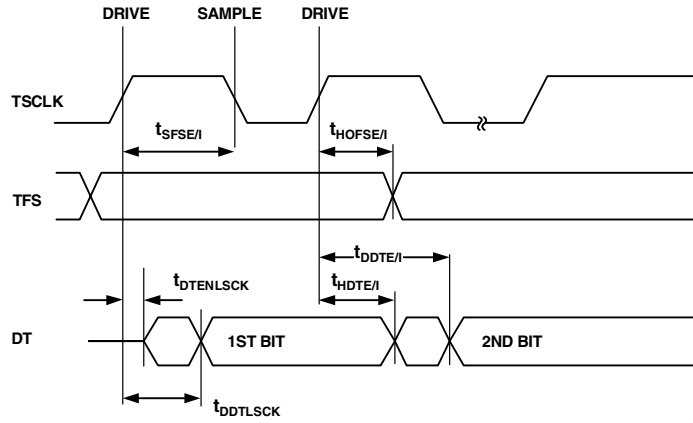 DRIVE SAMPLE DRIVE
TSCLK
tSFSE/I tHOFSE/I
TFS
tDDTE/I
tDTENLSCK tHDTE/I
DT 1ST BIT 2ND BIT
tDDTLSCK